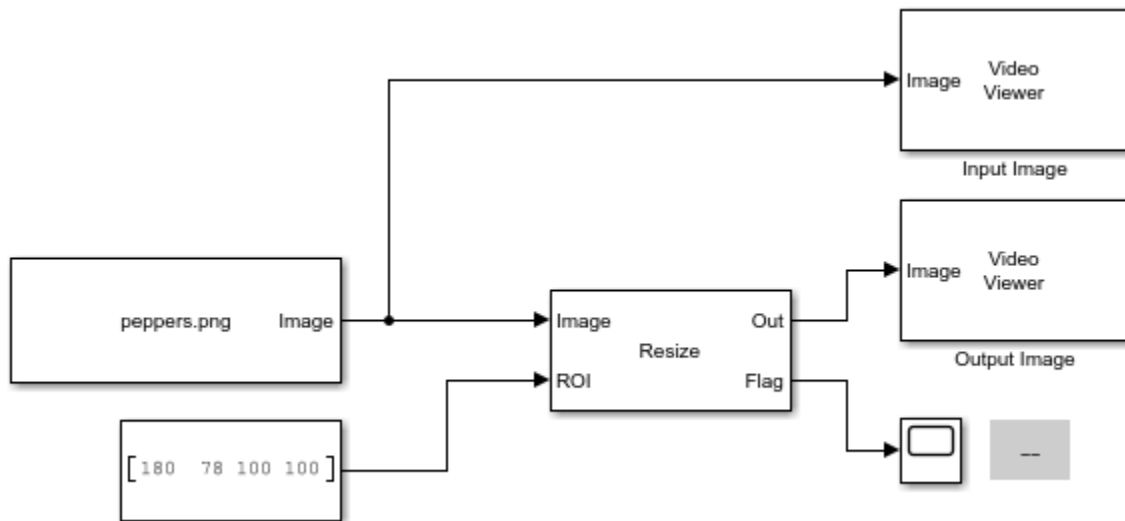 Image
Video
Viewer
Input Image
Image
Video
Viewer
Output Image
peppers.png Image
Image
Out
Resize
ROI
Flag
[180 78 100 100]
--